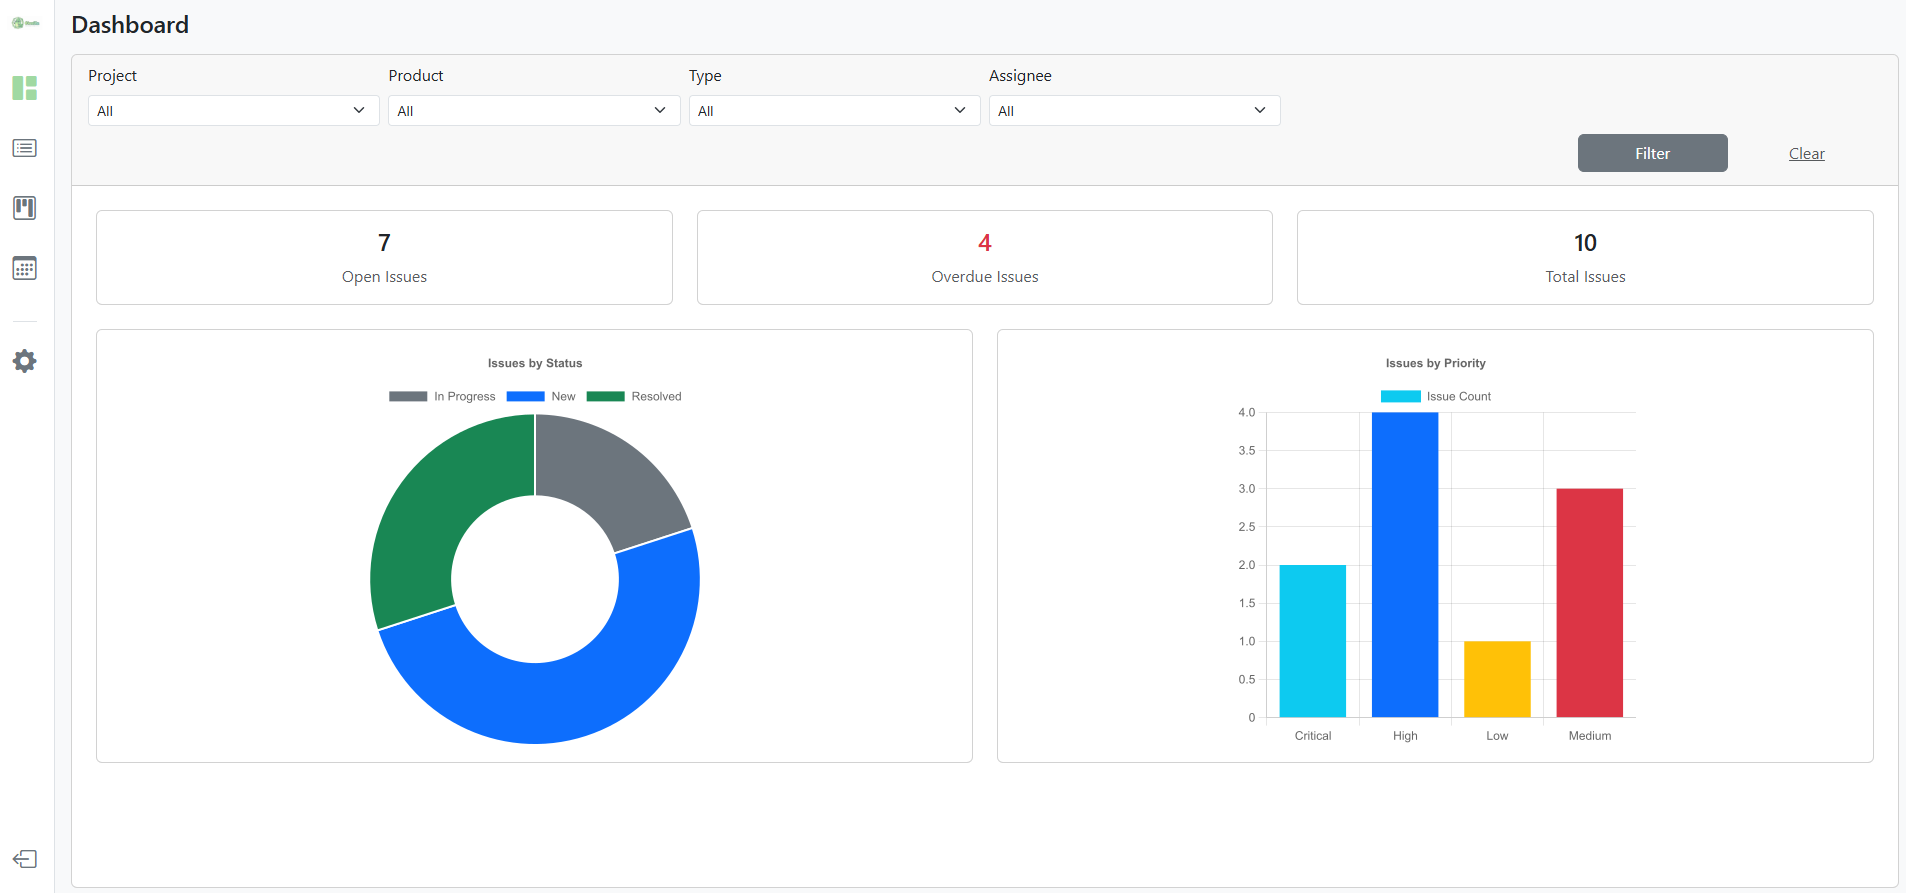 Dashboard
Project Product Type Assignee
All All All All
Filter Clear
7
Open Issues
4
Overdue Issues
10
Total Issues
Issues by Status
In Progress New Resolved
Issues by Priority
Issue Count
4.0
3.5
3.0
2.5
2.0
1.5
1.0
0.5
0
Critical High Low Medium